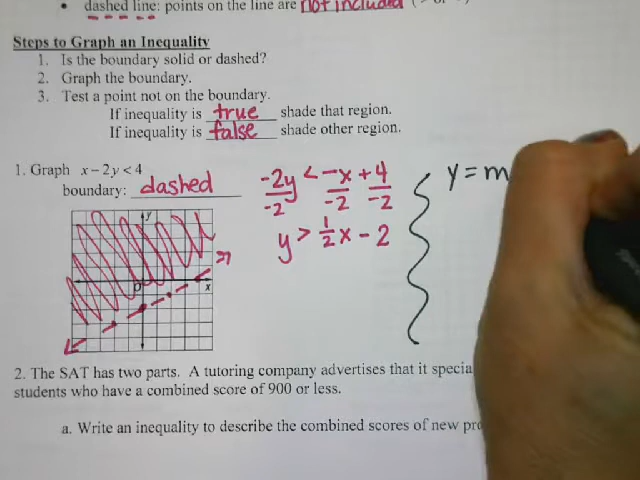 • dashed line: points on the line are not included
Steps to Graph an Inequality
1. Is the boundary solid or dashed?
2. Graph the boundary.
3. Test a point not on the boundary.
If inequality is true shade that region.
If inequality is false shade other region.
1. Graph x − 2y < 4
boundary: dashed
-2y < -x + 4
-2 -2 -2
y > 1/2 x - 2
y = m
y
O
x
2. The SAT has two parts. A tutoring company advertises that it
students who have a combined score of 900 or less.
a. Write an inequality to describe the combined scores of new